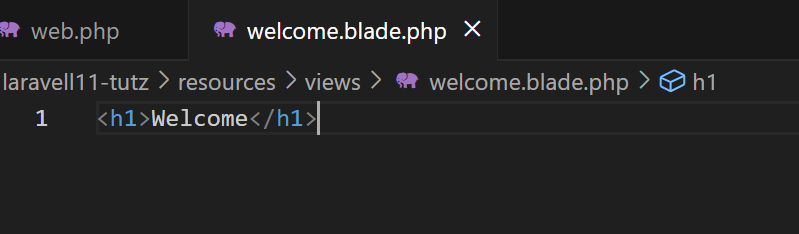 web.php welcome.blade.php
laravell11-tutz > resources > views > welcome.blade.php > h1
1 <h1>Welcome</h1>